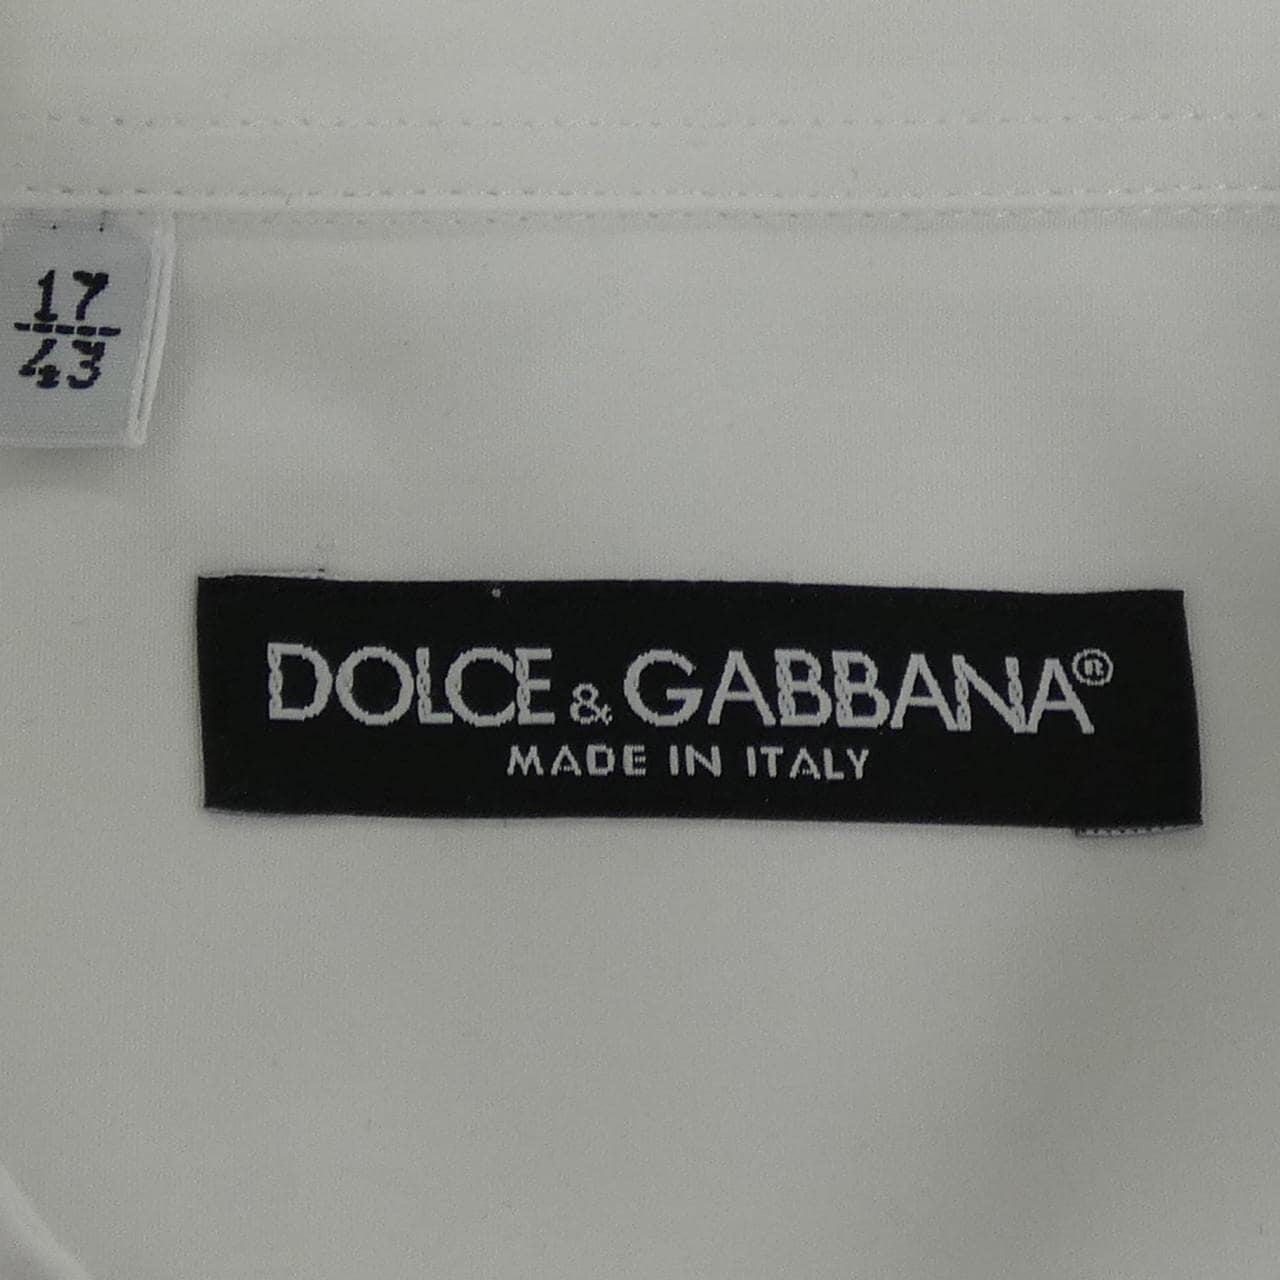 17
43
DOLCE & GABBANA®
MADE IN ITALY